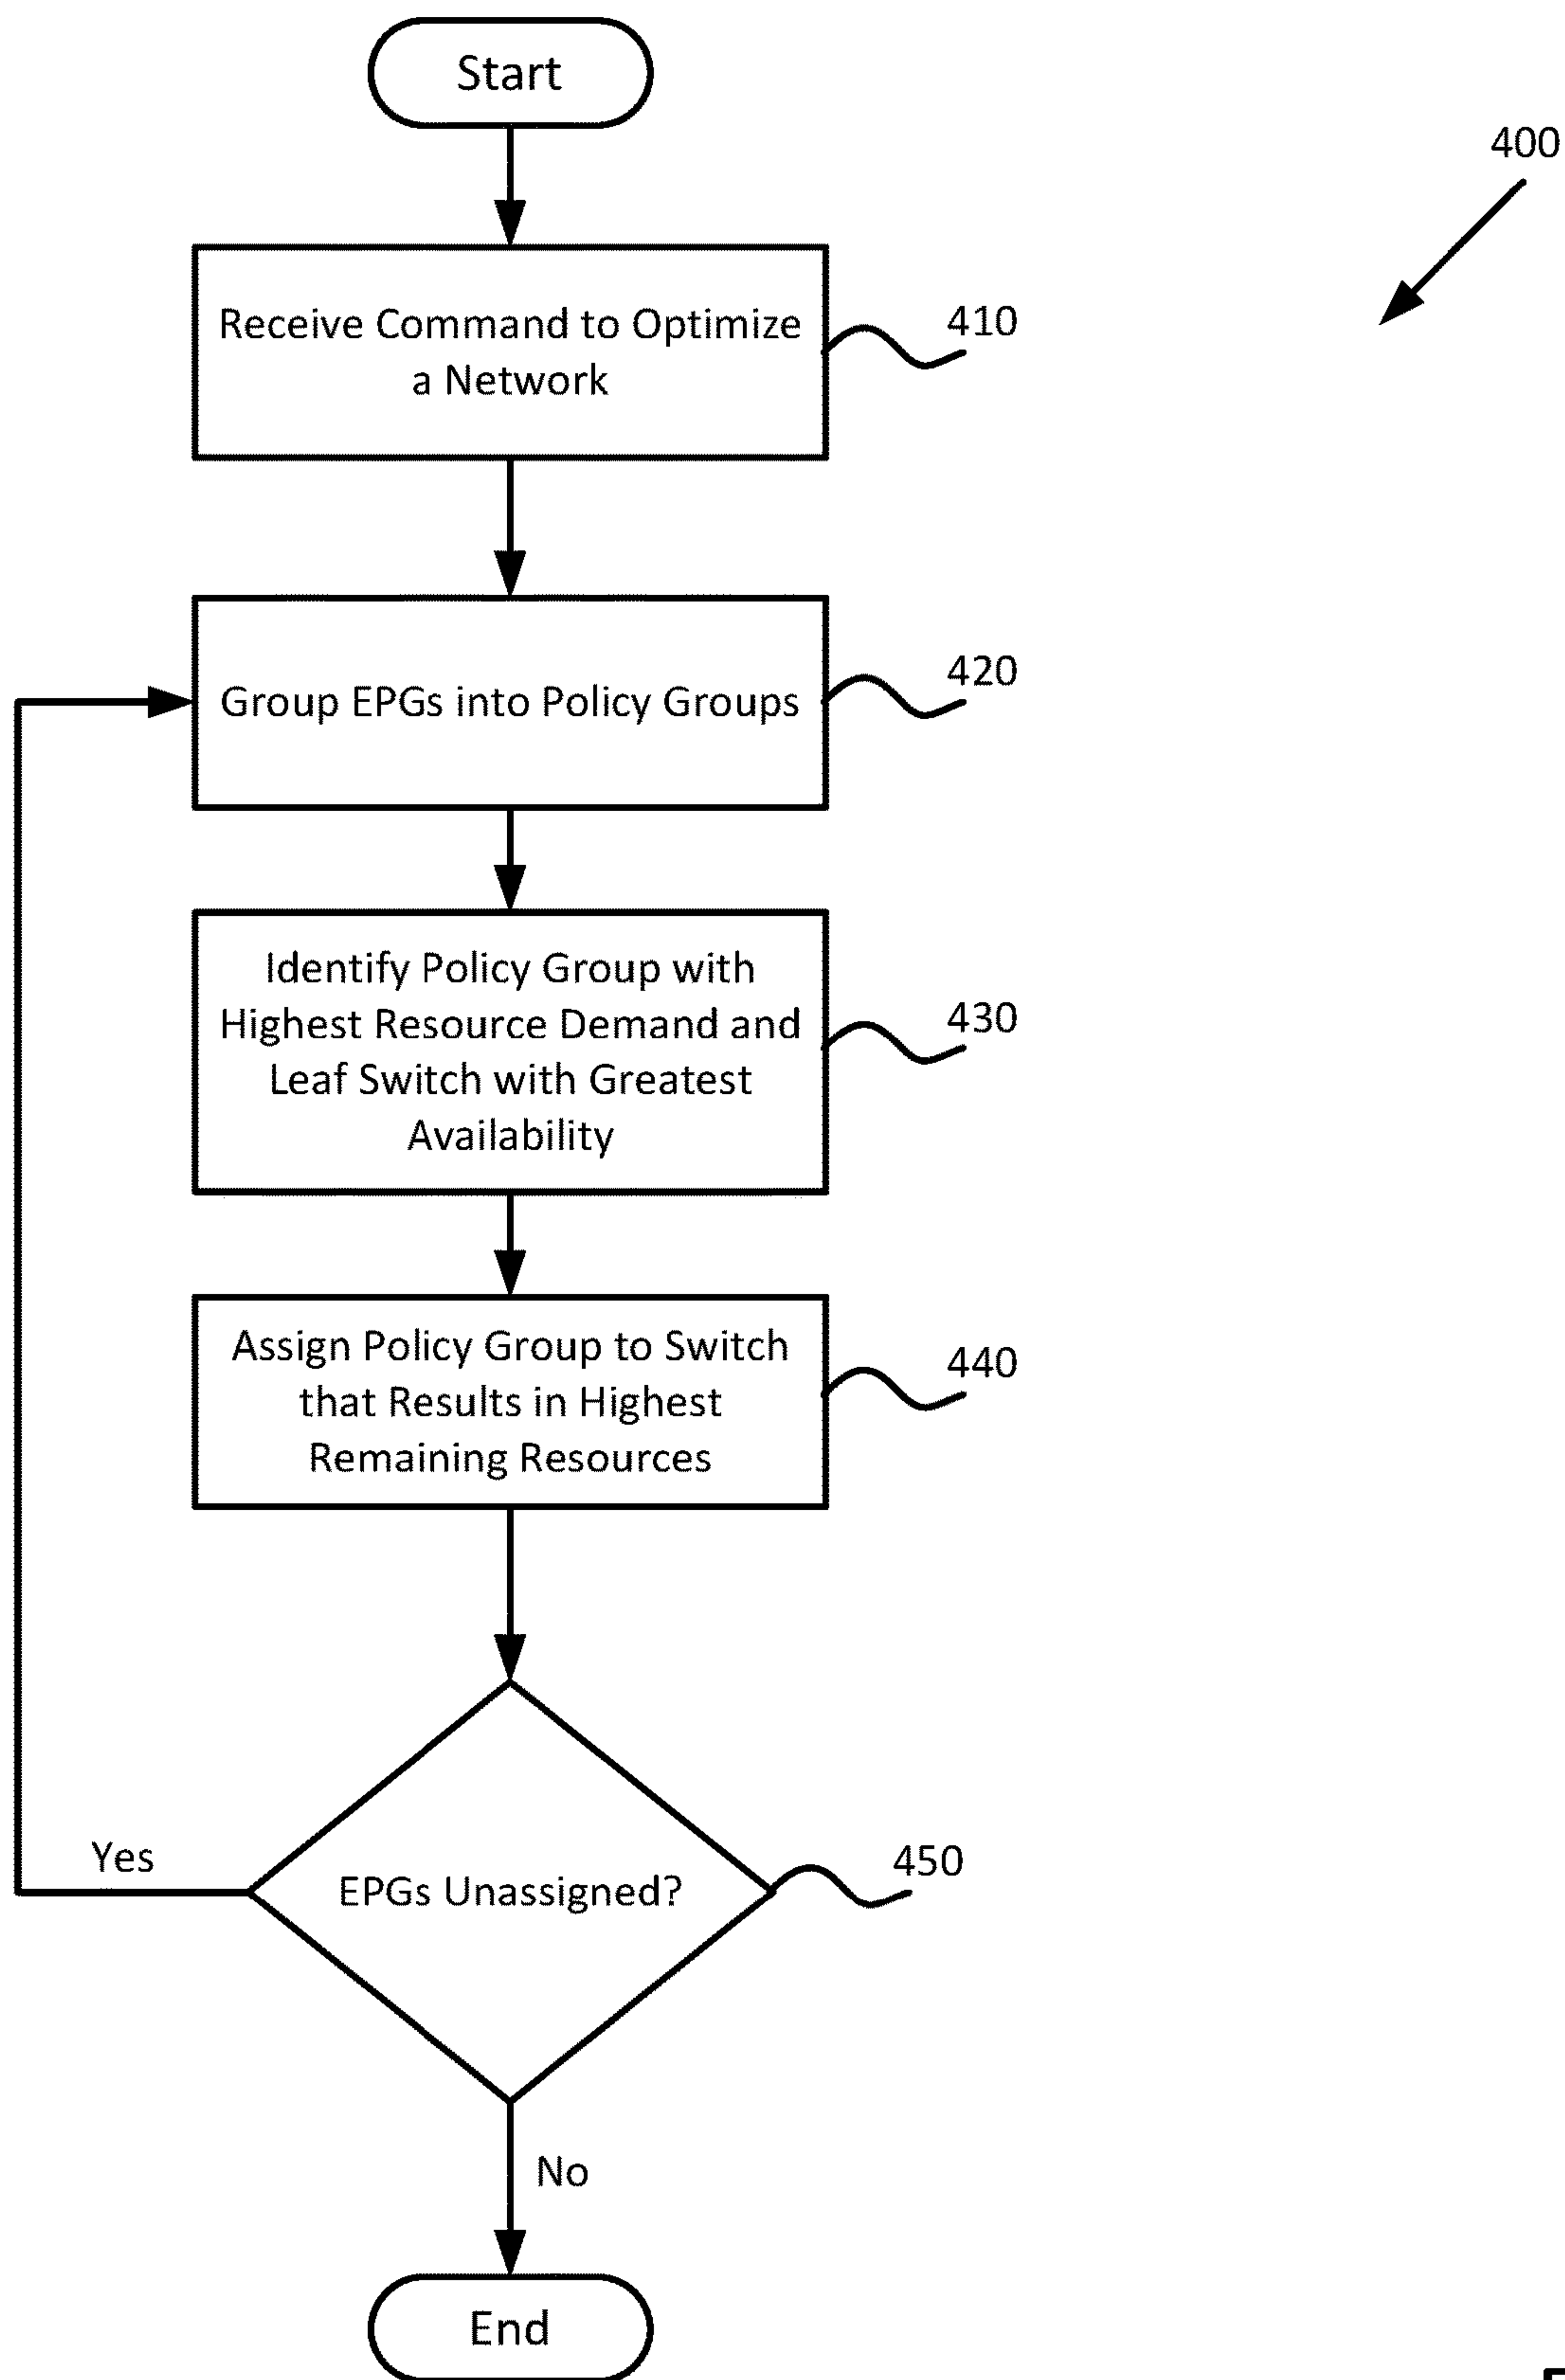 Start
400
Receive Command to Optimize
a Network
410
Group EPGs into Policy Groups
420
Identify Policy Group with
Highest Resource Demand and
Leaf Switch with Greatest
Availability
430
Assign Policy Group to Switch
that Results in Highest
Remaining Resources
440
EPGs Unassigned?
450
Yes
No
End